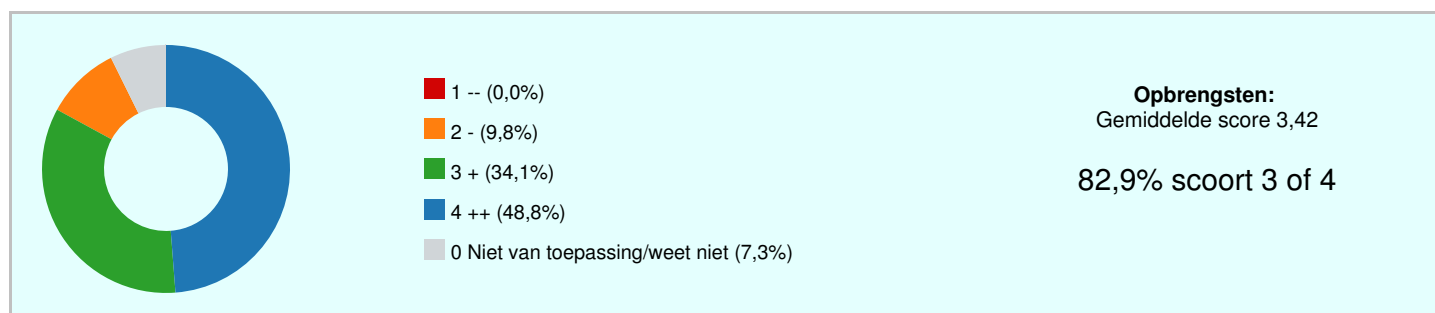 1 -- (0,0%)
2 - (9,8%)
3 + (34,1%)
4 ++ (48,8%)
0 Niet van toepassing/weet niet (7,3%)
Opbrengsten:
Gemiddelde score 3,42
82,9% scoort 3 of 4